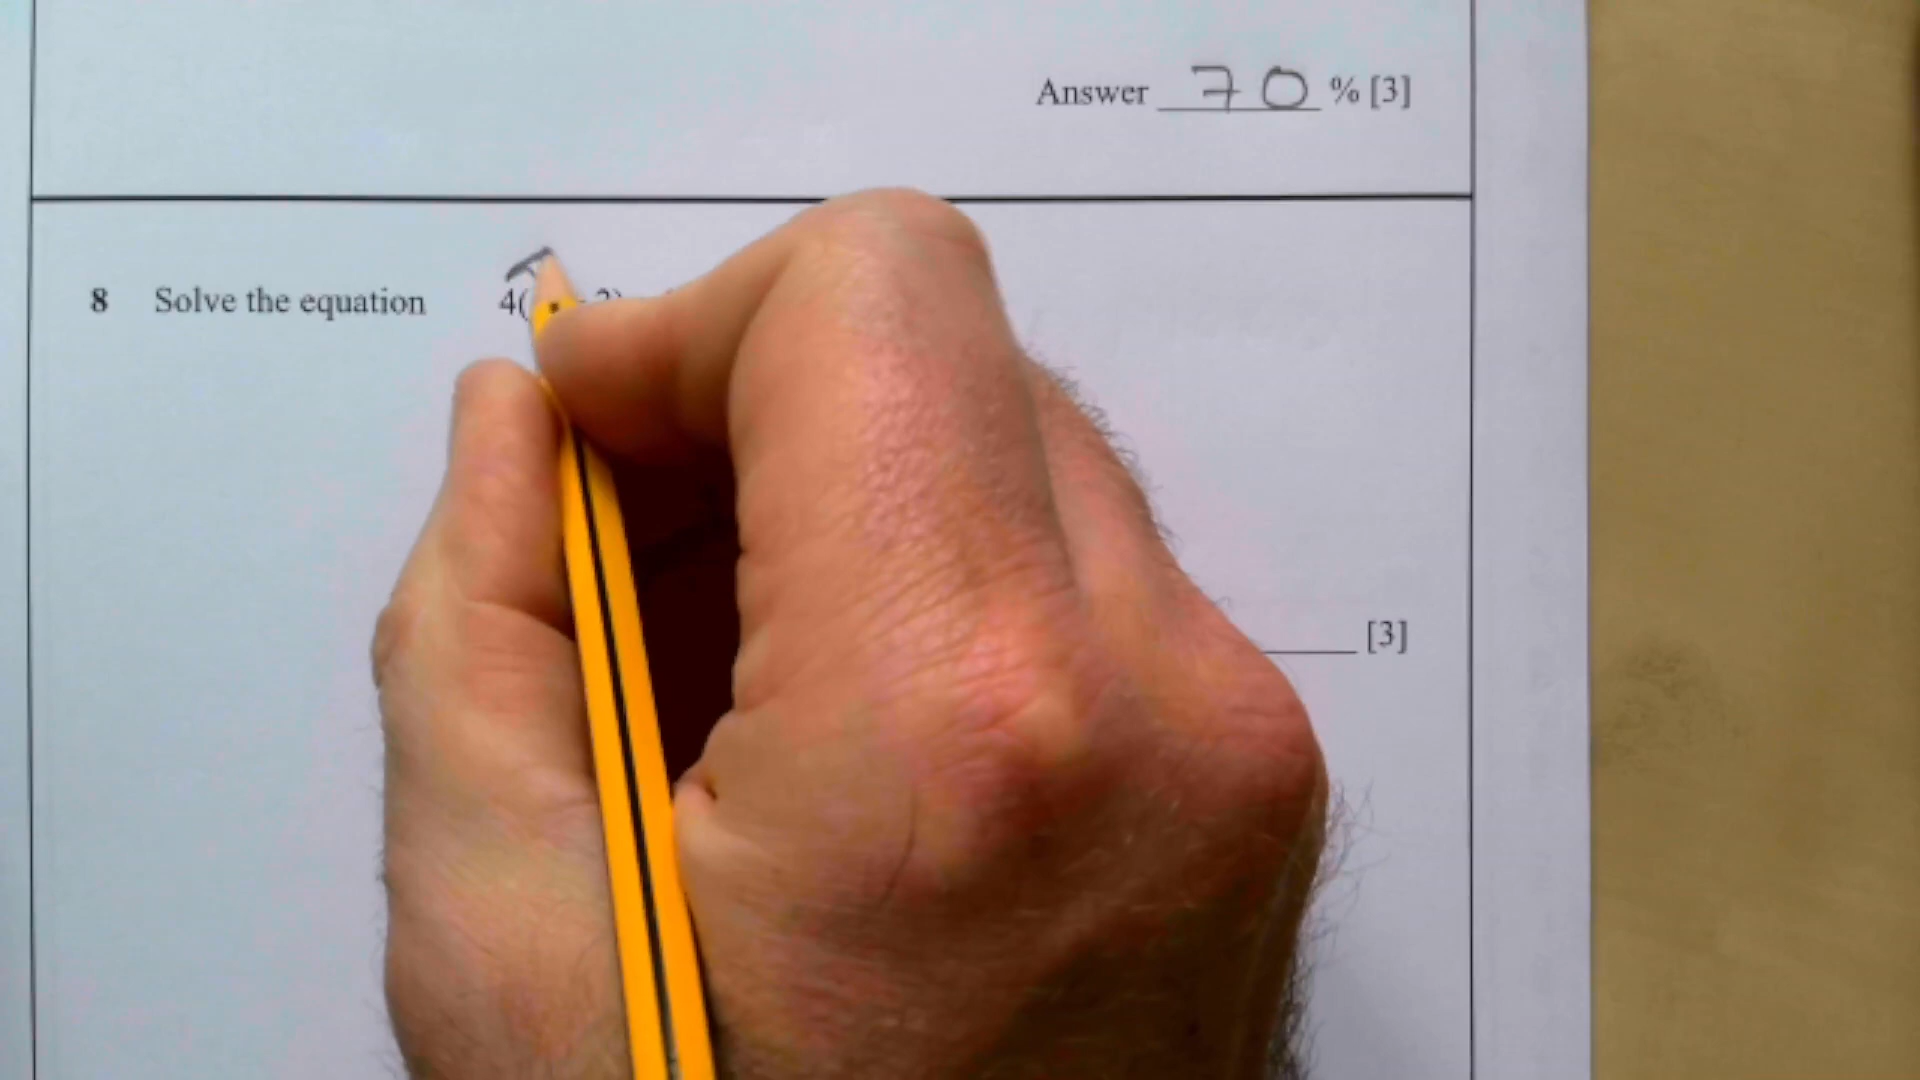 Answer 70 % [3]
8 Solve the equation 4(
[3]